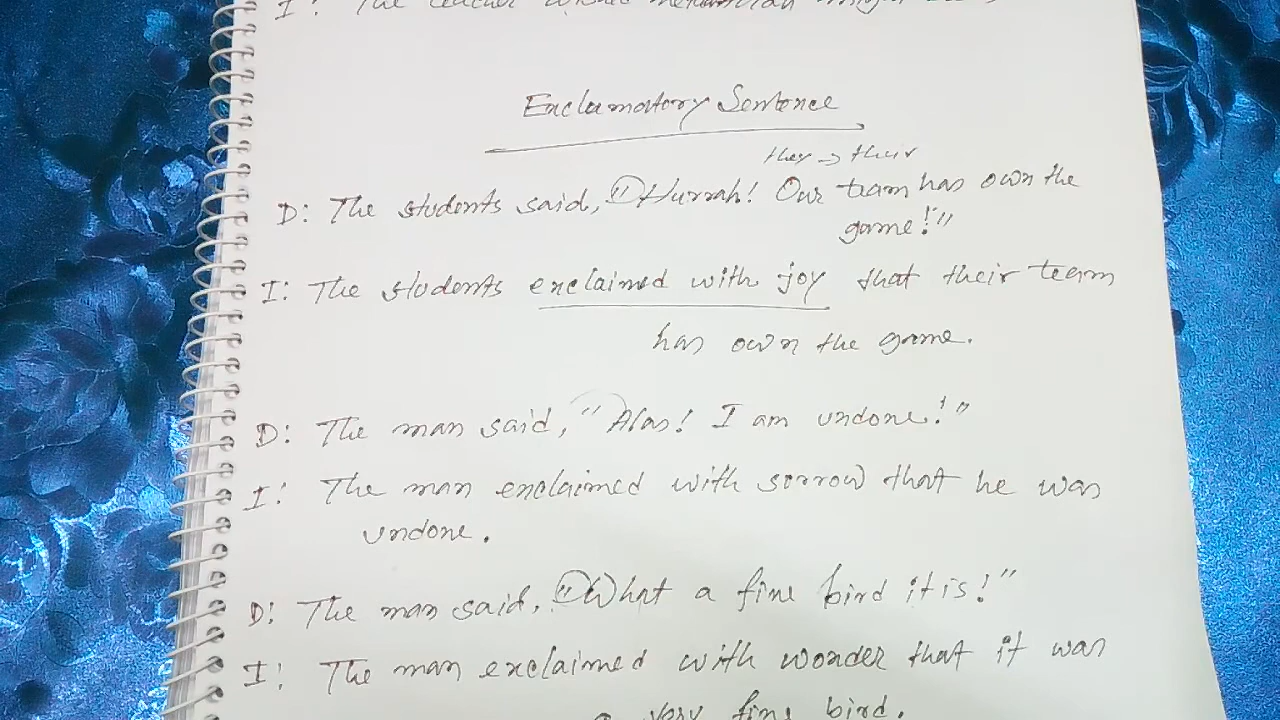 I: The teacher wished
Exclamatory Sentence
they → their
D: The students said, "Hurrah! Our team has own the
game!"
I: The students exclaimed with joy that their team
has own the game.
D: The man said, "Alas! I am undone!"
I: The man exclaimed with sorrow that he was
undone.
D: The man said, "What a fine bird it is!"
I: The man exclaimed with wonder that it was
a very fine bird.